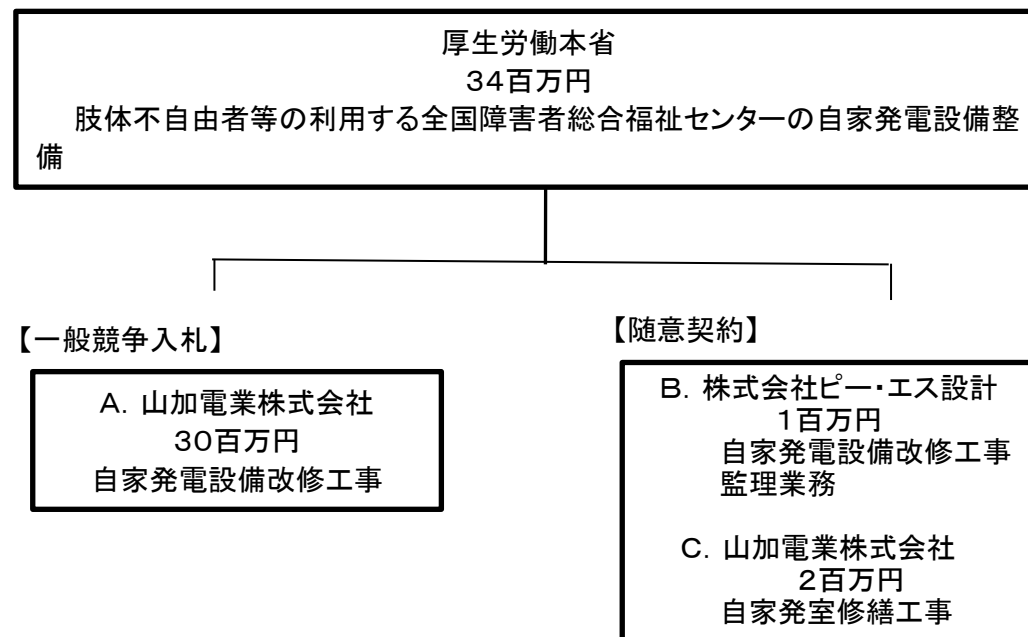 厚生労働本省
34百万円
肢体不自由者等の利用する全国障害者総合福祉センターの自家発電設備整
備
【一般競争入札】
A．山加電業株式会社
30百万円
自家発電設備改修工事
【随意契約】
B．株式会社ピー・エス設計
1百万円
自家発電設備改修工事
監理業務
C．山加電業株式会社
2百万円
自家発室修繕工事